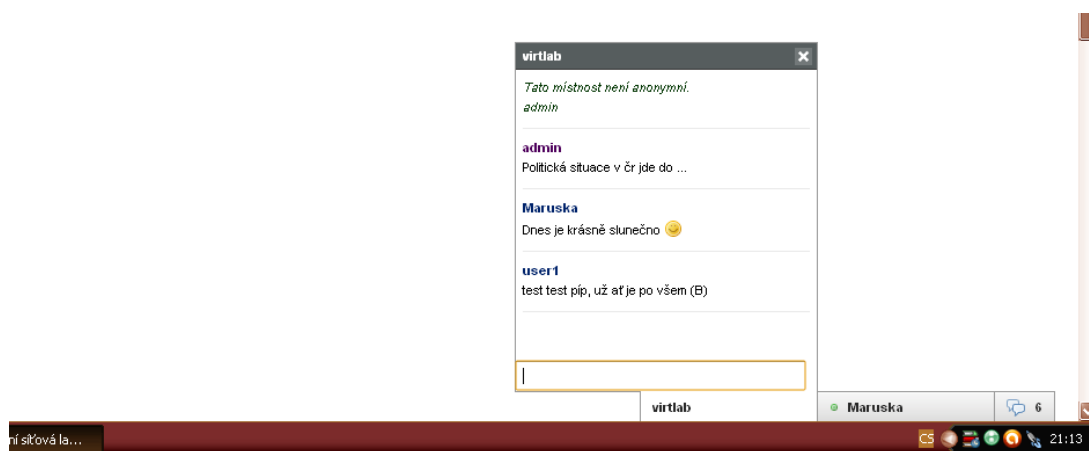 virtlab
Tato místnost není anonymní.
admin
admin
Politická situace v čr jde do ...
Maruska
Dnes je krásně slunečno
user1
test test píp, už ať je po všem (B)
virtlab
Maruska
6
ní síťová la...
CS
21:13